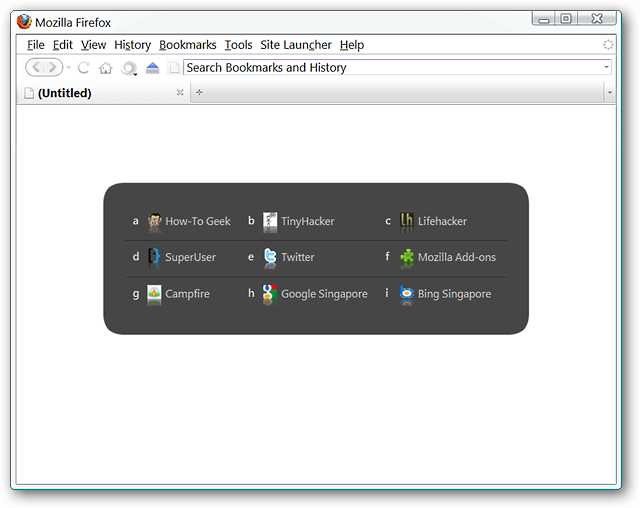 Mozilla Firefox
File Edit View History Bookmarks Tools Site Launcher Help
Search Bookmarks and History
(Untitled)
a How-To Geek b TinyHacker c Lifehacker
d SuperUser e Twitter f Mozilla Add-ons
g Campfire h Google Singapore i Bing Singapore